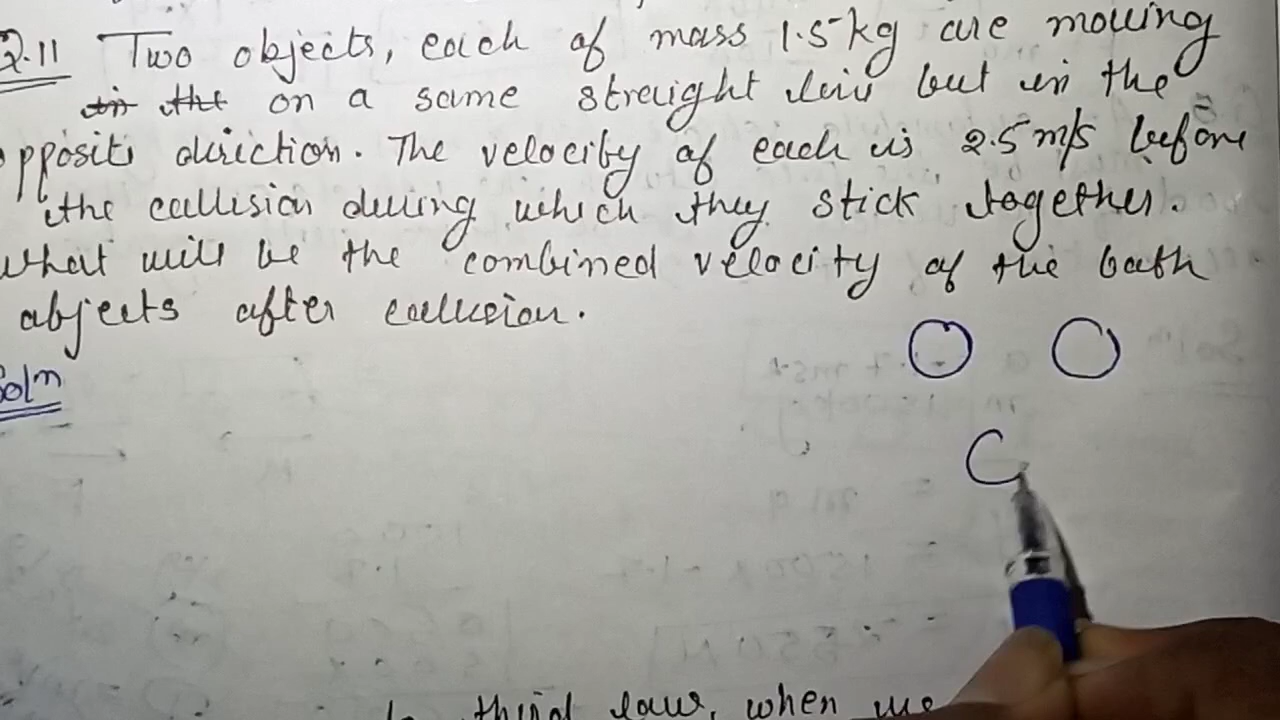 Q.11 Two objects, each of mass 1.5 kg are moving
in the on a same straight line but in the
opposite direction. The velocity of each is 2.5 m/s before
the collision during which they stick together.
what will be the combined velocity of the both
objects after collision.
Soln
third law, when we